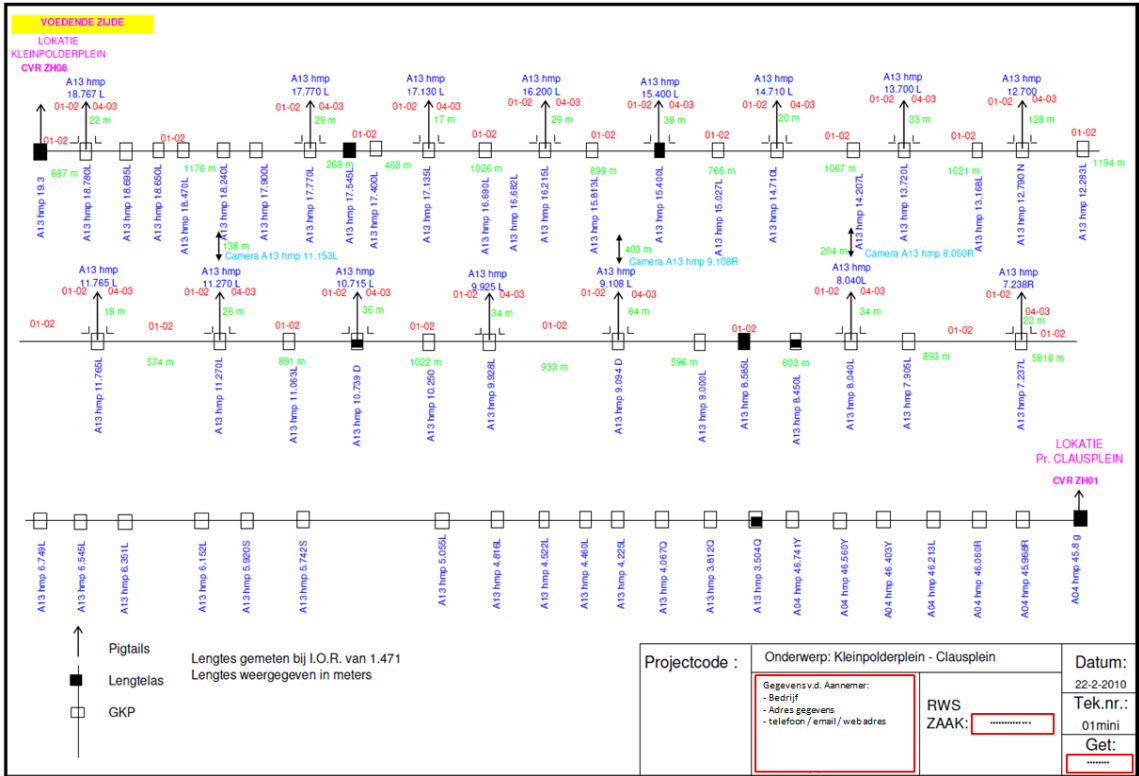 VOEDENDE ZIJDE
LOKATIE
KLEINPOLDERPLEIN
CVR ZH08
A13 hmp
18.767 L
A13 hmp
17.770 L
A13 hmp
17.130 L
A13 hmp
16.200 L
A13 hmp
15.400 L
A13 hmp
14.710 L
A13 hmp
13.700 L
A13 hmp
12.700
01-02 04-03
01-02 04-03
01-02 04-03
01-02 04-03
01-02 04-03
01-02 04-03
01-02 04-03
01-02 04-03
22 m
28 m
17 m
29 m
38 m
20 m
33 m
128 m
01-02
01-02
01-02
01-02
01-02
01-02
01-02
01-02
01-02
687 m
1176 m
269 m
463 m
1026 m
899 m
765 m
1067 m
1021 m
1194 m
A13 hmp 19.3
A13 hmp 18.780L
A13 hmp 18.695L
A13 hmp 18.650L
A13 hmp 18.470L
A13 hmp 18.240L
A13 hmp 17.900L
A13 hmp 17.770L
A13 hmp 17.545L
A13 hmp 17.400L
A13 hmp 17.135L
A13 hmp 16.690L
A13 hmp 16.682L
A13 hmp 16.215L
A13 hmp 15.813L
A13 hmp 15.400L
A13 hmp 15.027L
A13 hmp 14.710L
A13 hmp 14.207L
A13 hmp 13.720L
A13 hmp 13.168L
A13 hmp 12.790 N
A13 hmp 12.283L
138 m
Camera A13 hmp 11.153L
403 m
Camera A13 hmp 9.108R
204 m
Camera A13 hmp 8.050R
A13 hmp
11.765 L
A13 hmp
11.270 L
A13 hmp
10.715 L
A13 hmp
9.925 L
A13 hmp
9.108 L
A13 hmp
8.040L
A13 hmp
7.238R
01-02 04-03
01-02 04-03
01-02 04-03
01-02 04-03
01-02 04-03
01-02 04-03
01-02
04-03
19 m
26 m
36 m
34 m
64 m
34 m
22 m
01-02
01-02
01-02
01-02
01-02
01-02
01-02
01-02
574 m
891 m
1022 m
933 m
596 m
603 m
893 m
5818 m
A13 hmp 11.765L
A13 hmp 11.270L
A13 hmp 11.063L
A13 hmp 10.739 D
A13 hmp 10.250
A13 hmp 9.928L
A13 hmp 9.094 D
A13 hmp 9.000L
A13 hmp 8.585L
A13 hmp 8.450L
A13 hmp 8.040L
A13 hmp 7.905L
A13 hmp 7.237L
LOKATIE
Pr. CLAUSPLEIN
CVR ZH01
A13 hmp 6.749L
A13 hmp 6.545L
A13 hmp 6.351L
A13 hmp 6.152L
A13 hmp 5.920S
A13 hmp 5.742S
A13 hmp 5.055L
A13 hmp 4.816L
A13 hmp 4.522L
A13 hmp 4.460L
A13 hmp 4.225L
A13 hmp 4.067Q
A13 hmp 3.812Q
A13 hmp 3.504Q
A04 hmp 46.741Y
A04 hmp 46.560Y
A04 hmp 46.403Y
A04 hmp 46.213L
A04 hmp 46.060R
A04 hmp 45.968R
A04 hmp 45.8 g
Pigtails
Lengtelas
GKP
Lengtes gemeten bij I.O.R. van 1.471
Lengtes weergegeven in meters
Projectcode :
Onderwerp: Kleinpolderplein - Clausplein
Gegevens v.d. Aannemer:
- Bedrijf
- Adres gegevens
- telefoon / email / webadres
RWS
ZAAK:
Datum:
22-2-2010
Tek.nr.:
01mini
Get: